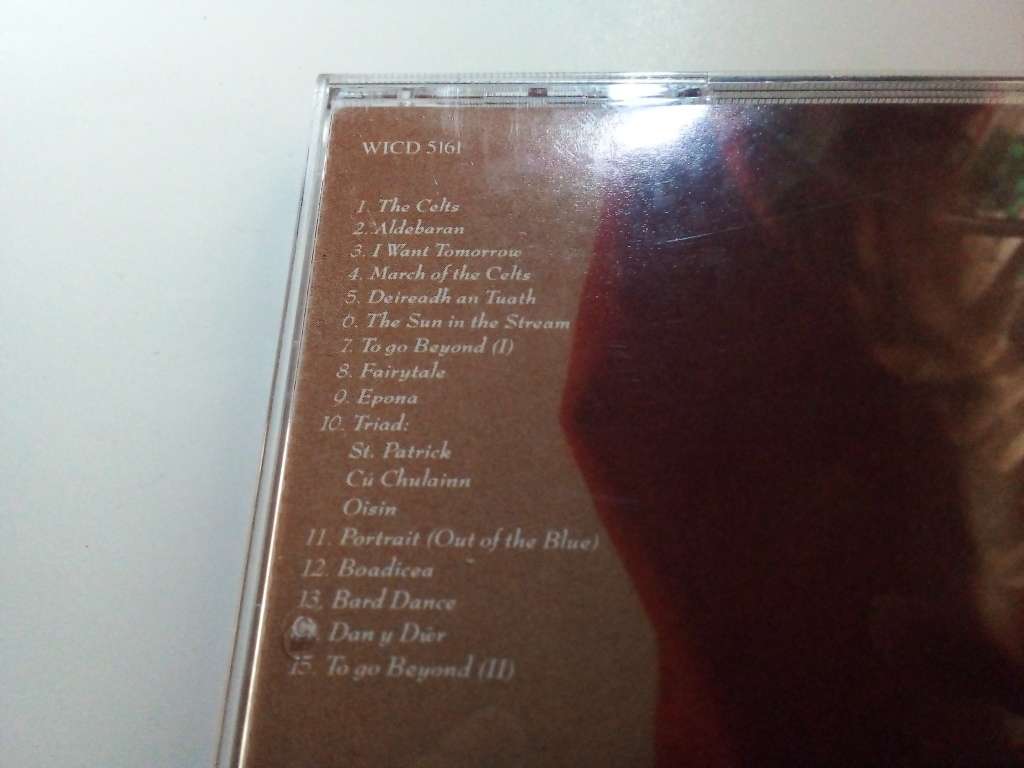 WICD 5161
1. The Celts
2. Aldebaran
3. I Want Tomorrow
4. March of the Celts
5. Deireadh an Tuath
6. The Sun in the Stream
7. To go Beyond (I)
8. Fairytale
9. Epona
10. Triad:
St. Patrick
Cú Chulainn
Oisin
11. Portrait (Out of the Blue)
12. Boadicea
13. Bard Dance
Dan y Dŵr
15. To go Beyond (II)